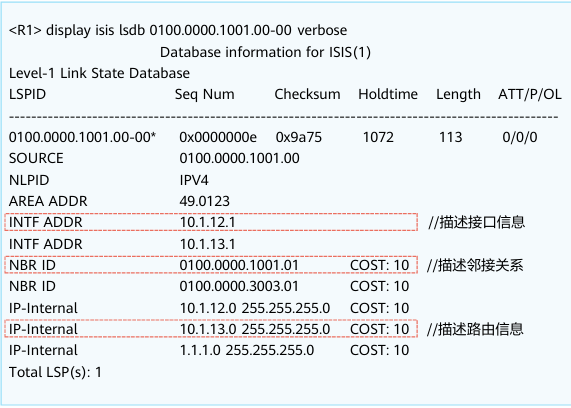 <R1> display isis lsdb 0100.0000.1001.00-00 verbose
Database information for ISIS(1)
Level-1 Link State Database
LSPID Seq Num Checksum Holdtime Length ATT/P/OL
--------------------------------------------------------------------------------
0100.0000.1001.00-00* 0x0000000e 0x9a75 1072 113 0/0/0
SOURCE 0100.0000.1001.00
NLPID IPV4
AREA ADDR 49.0123
INTF ADDR 10.1.12.1 //描述接口信息
INTF ADDR 10.1.13.1
NBR ID 0100.0000.1001.01 COST: 10 //描述邻接关系
NBR ID 0100.0000.3003.01 COST: 10
IP-Internal 10.1.12.0 255.255.255.0 COST: 10
IP-Internal 10.1.13.0 255.255.255.0 COST: 10 //描述路由信息
IP-Internal 1.1.1.0 255.255.255.0 COST: 10
Total LSP(s): 1